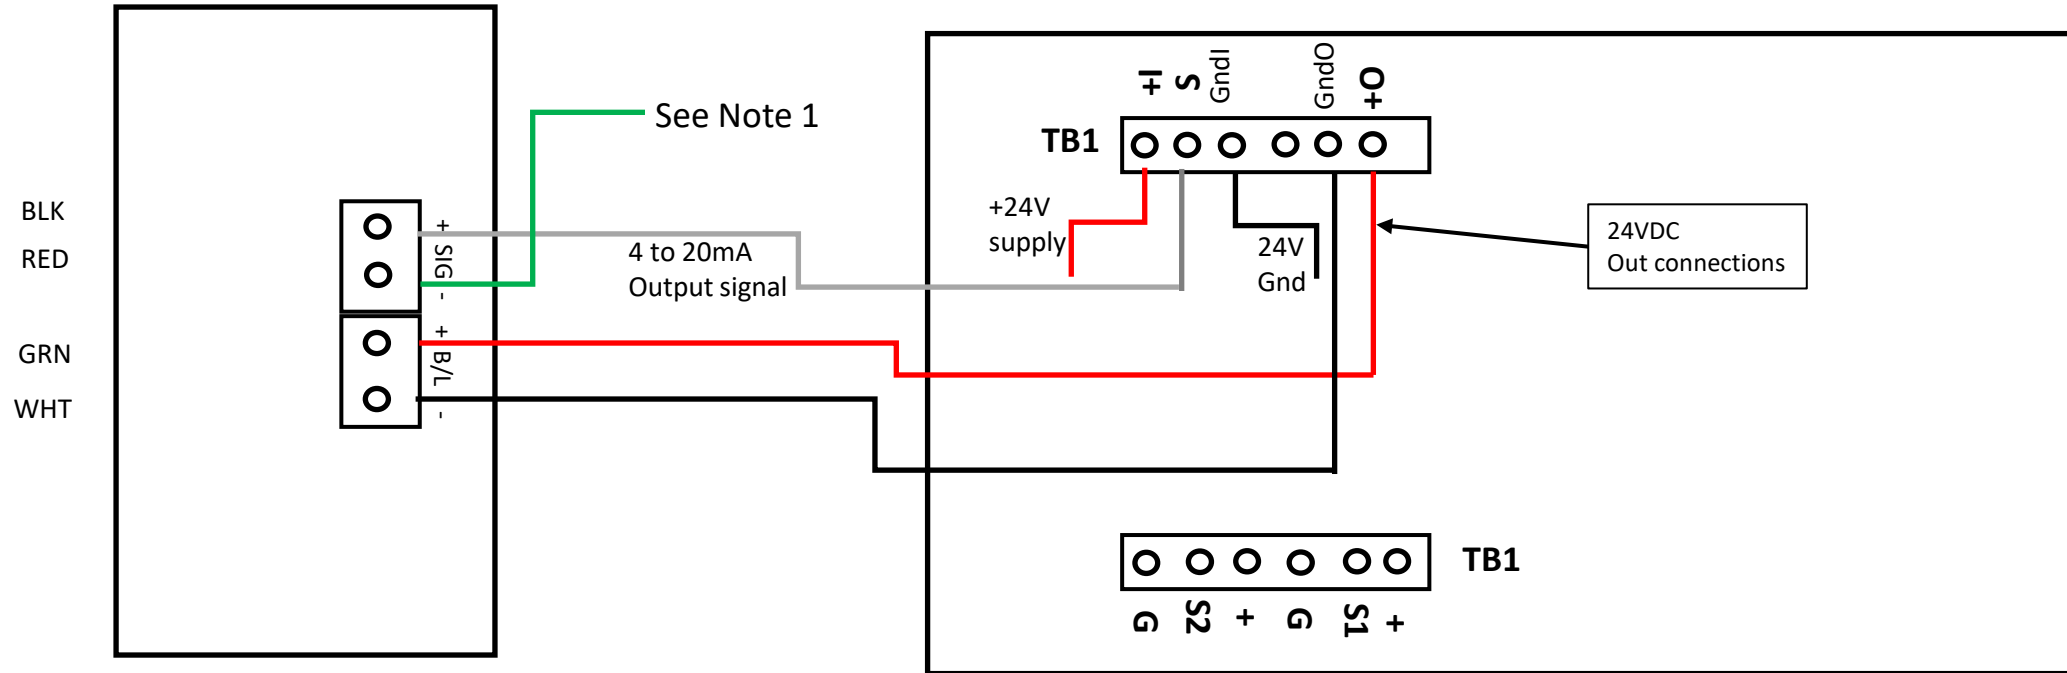 BLK
RED
GRN
WHT
+ SIG -
+ B/L -
See Note 1
4 to 20mA
Output signal
TB1
+I
S
GndI
GndO
+O
+24V
supply
24V
Gnd
24VDC
Out connections
TB1
G
S2
+
G
S1
+